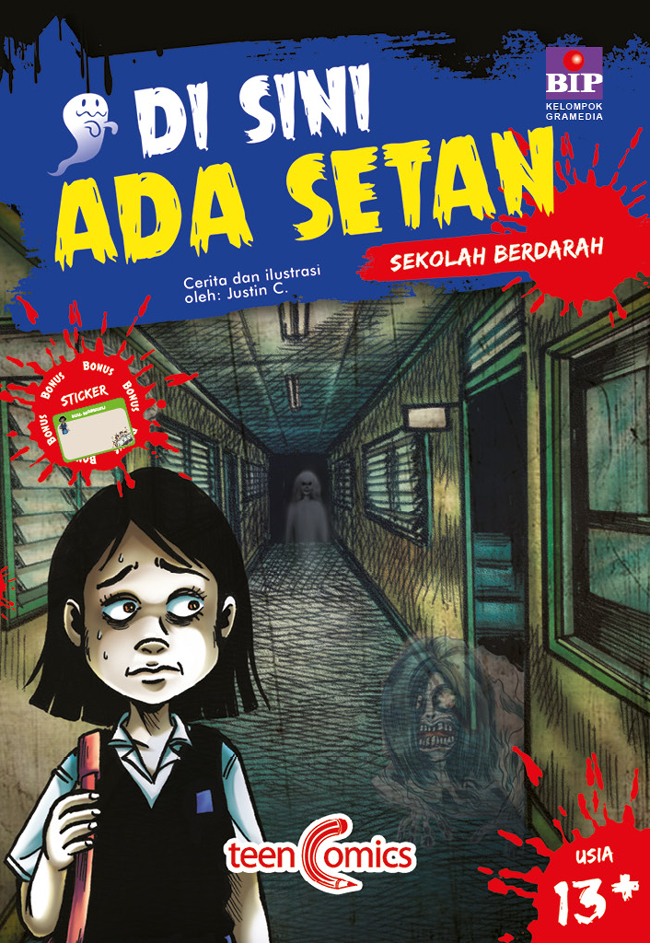 DI SINI
ADA SETAN
BIP
KELOMPOK
GRAMEDIA
SEKOLAH BERDARAH
Cerita dan ilustrasi
oleh: Justin C.
BONUS BONUS BONUS BONUS BONUS
STICKER
teen Comics
USIA
13+